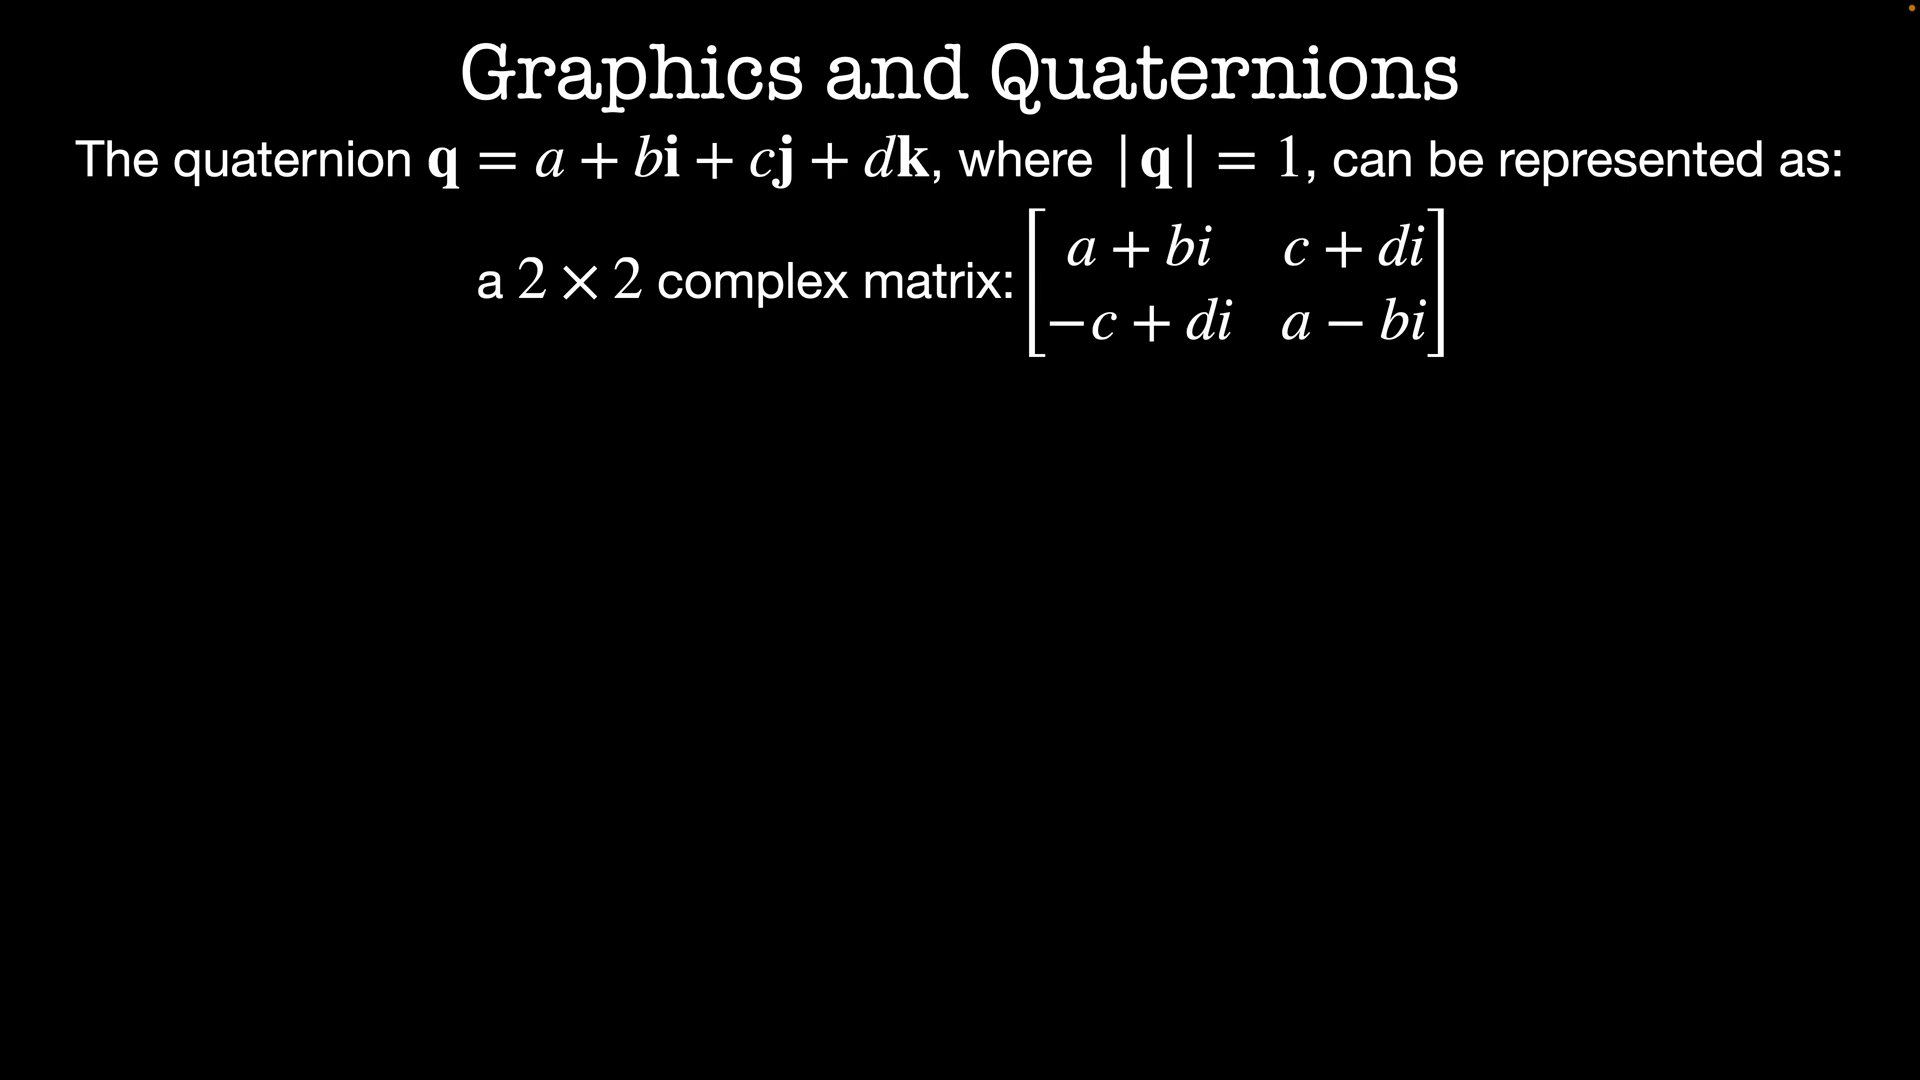 Graphics and Quaternions
The quaternion q = a + bi + cj + dk, where |q| = 1, can be represented as:
a 2 × 2 complex matrix: [a + bi c + di
−c + di a − bi]